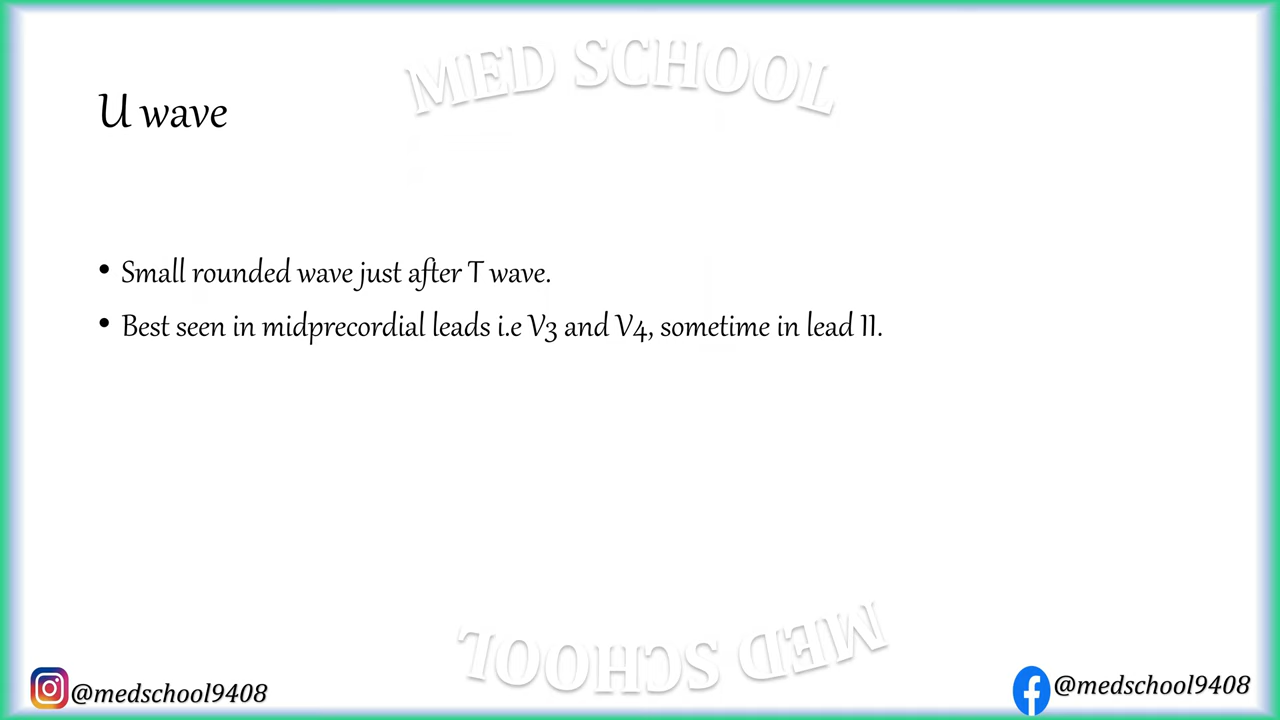 MED SCHOOL
U wave
• Small rounded wave just after T wave.
• Best seen in midprecordial leads i.e V3 and V4, sometime in lead II.
MED SCHOOL
@medschool9408
@medschool9408